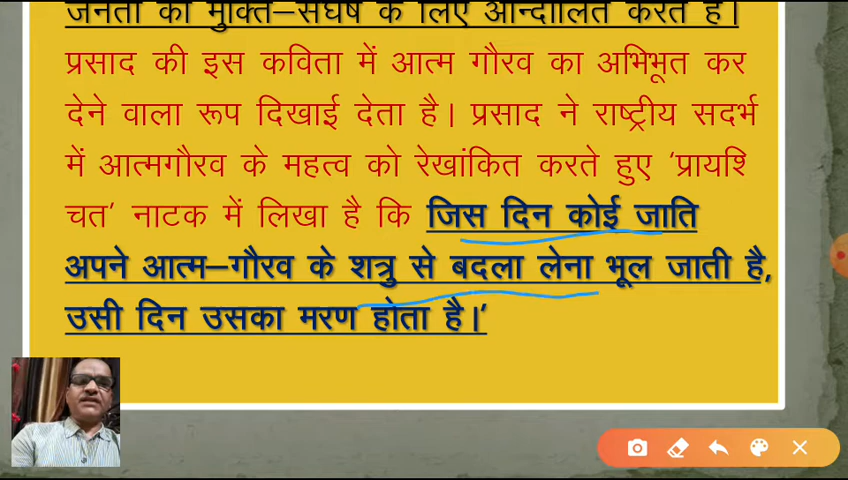 जनता को मुक्ति–संघर्ष के लिए आन्दोलित करते हैं।
प्रसाद की इस कविता में आत्म गौरव का अभिभूत कर
देने वाला रूप दिखाई देता है। प्रसाद ने राष्ट्रीय सदर्भ
में आत्मगौरव के महत्व को रेखांकित करते हुए 'प्रायश्चि
चत' नाटक में लिखा है कि जिस दिन कोई जाति
अपने आत्म–गौरव के शत्रु से बदला लेना भूल जाती है,
उसी दिन उसका मरण होता है।'